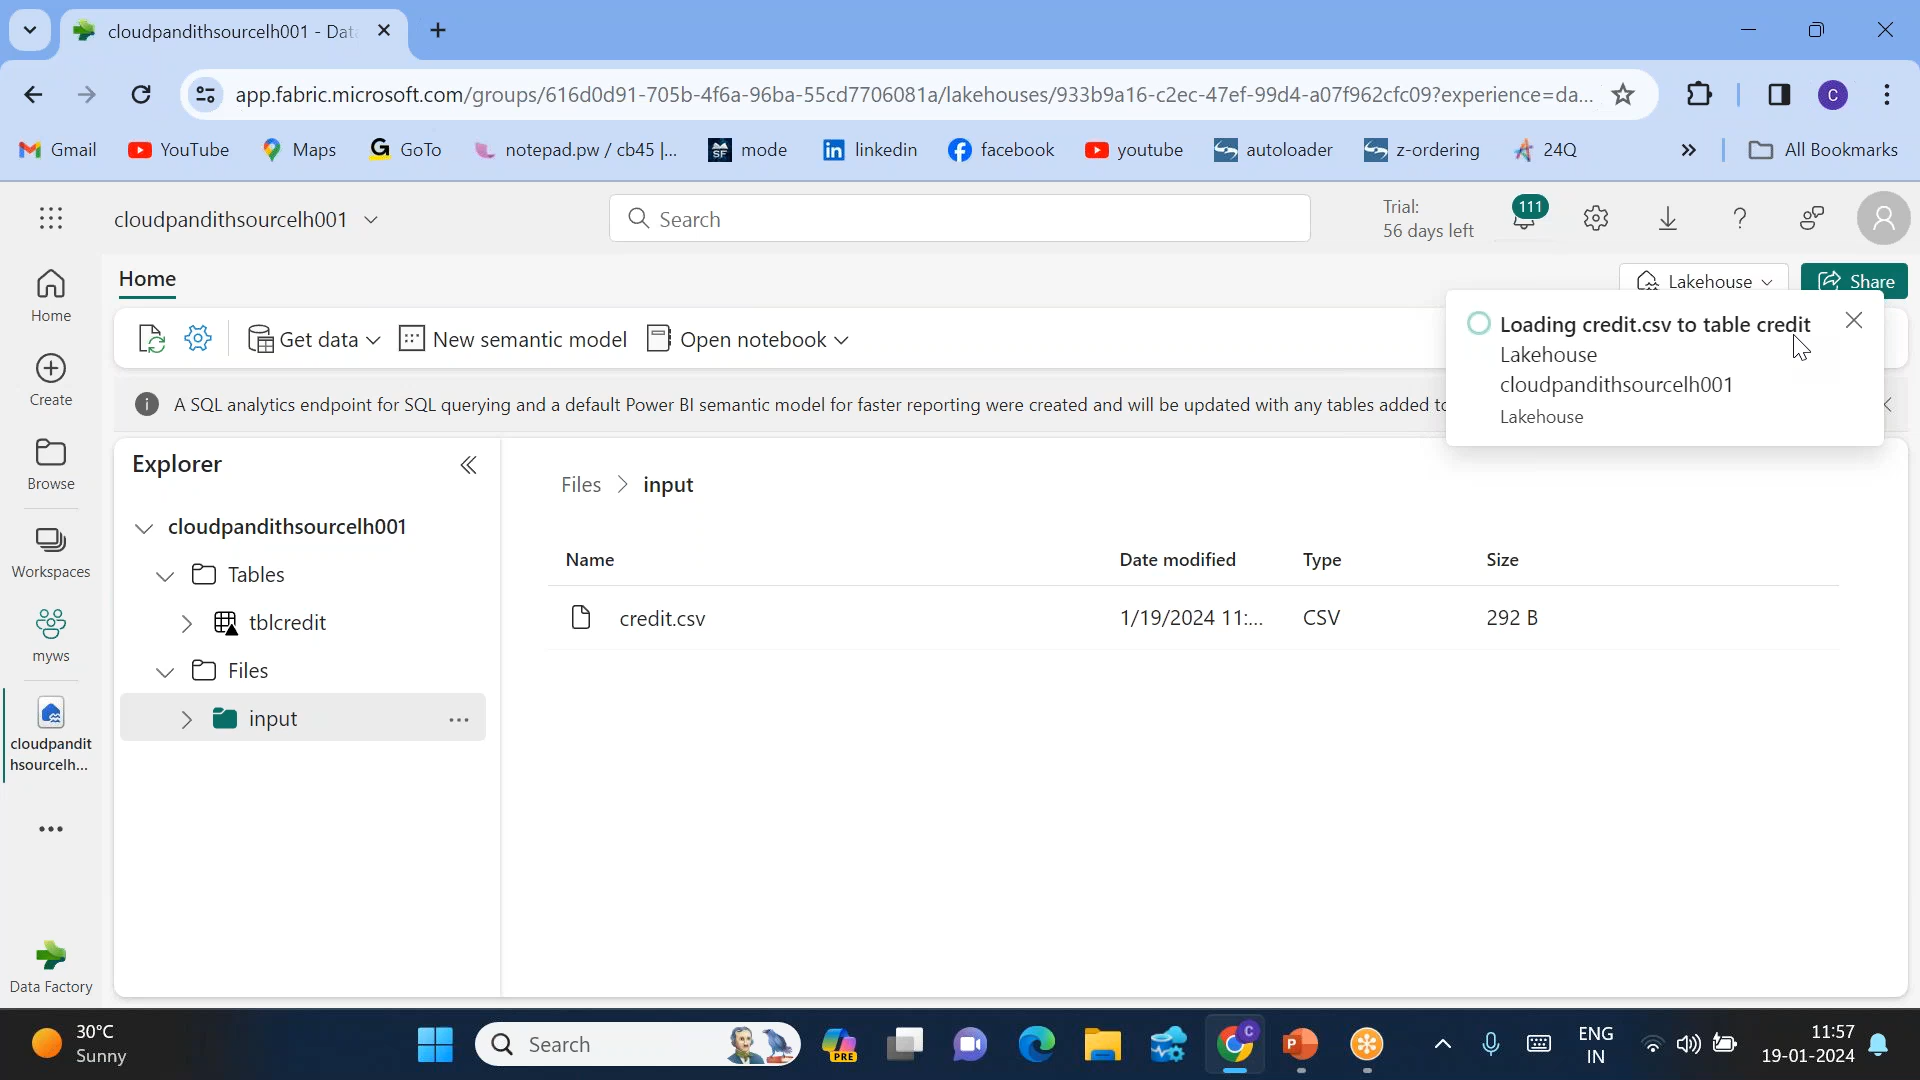 cloudpandithsourcelh001 - Dat
app.fabric.microsoft.com/groups/616d0d91-705b-4f6a-96ba-55cd7706081a/lakehouses/933b9a16-c2ec-47ef-99d4-a07f962cfc09?experience=da...
Gmail YouTube Maps GoTo notepad.pw / cb45 |... mode linkedin facebook youtube autoloader z-ordering 24Q » All Bookmarks
cloudpandithsourcelh001 Search Trial: 56 days left 111
Home Lakehouse Share
Get data New semantic model Open notebook
Loading credit.csv to table credit
Lakehouse
cloudpandithsourcelh001
Lakehouse
A SQL analytics endpoint for SQL querying and a default Power BI semantic model for faster reporting were created and will be updated with any tables added to
Home
Create
Browse
Workspaces
myws
cloudpandit
hsourcelh...
Data Factory
Explorer
cloudpandithsourcelh001
Tables
tblcredit
Files
input
Files > input
Name Date modified Type Size
credit.csv 1/19/2024 11:... CSV 292 B
30°C
Sunny
Search
PRE
C
ENG
IN
11:57
19-01-2024